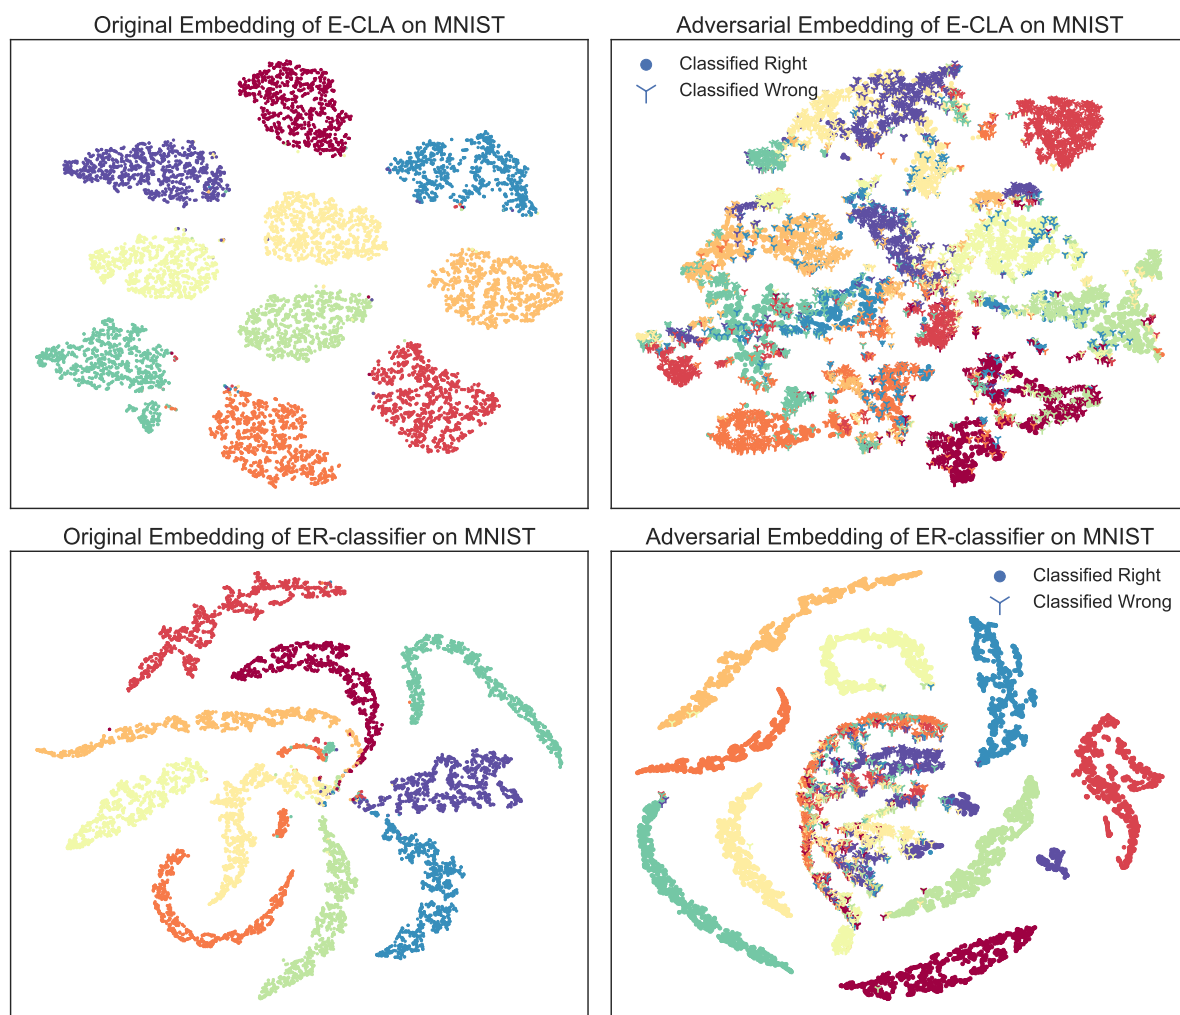 Original Embedding of E-CLA on MNIST
Adversarial Embedding of E-CLA on MNIST
Classified Right
Classified Wrong
Original Embedding of ER-classifier on MNIST
Adversarial Embedding of ER-classifier on MNIST
Classified Right
Classified Wrong